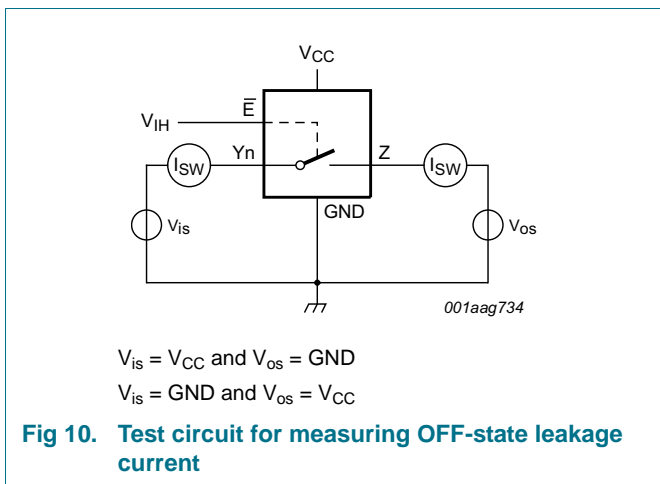 VCC
E̅
VIH
Yn
Z
ISW
ISW
GND
Vis
Vos
001aag734
Vis = VCC and Vos = GND
Vis = GND and Vos = VCC
Fig 10. Test circuit for measuring OFF-state leakage
current